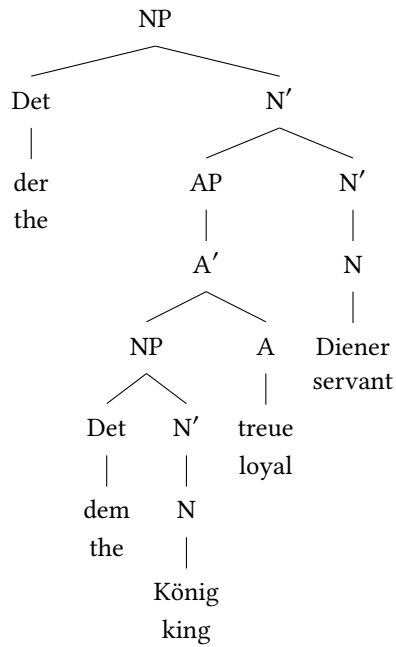 NP
Det N′
der
the
AP N′
A′ N
NP A Diener
servant
Det N′ treue
loyal
dem
the
N
König
king